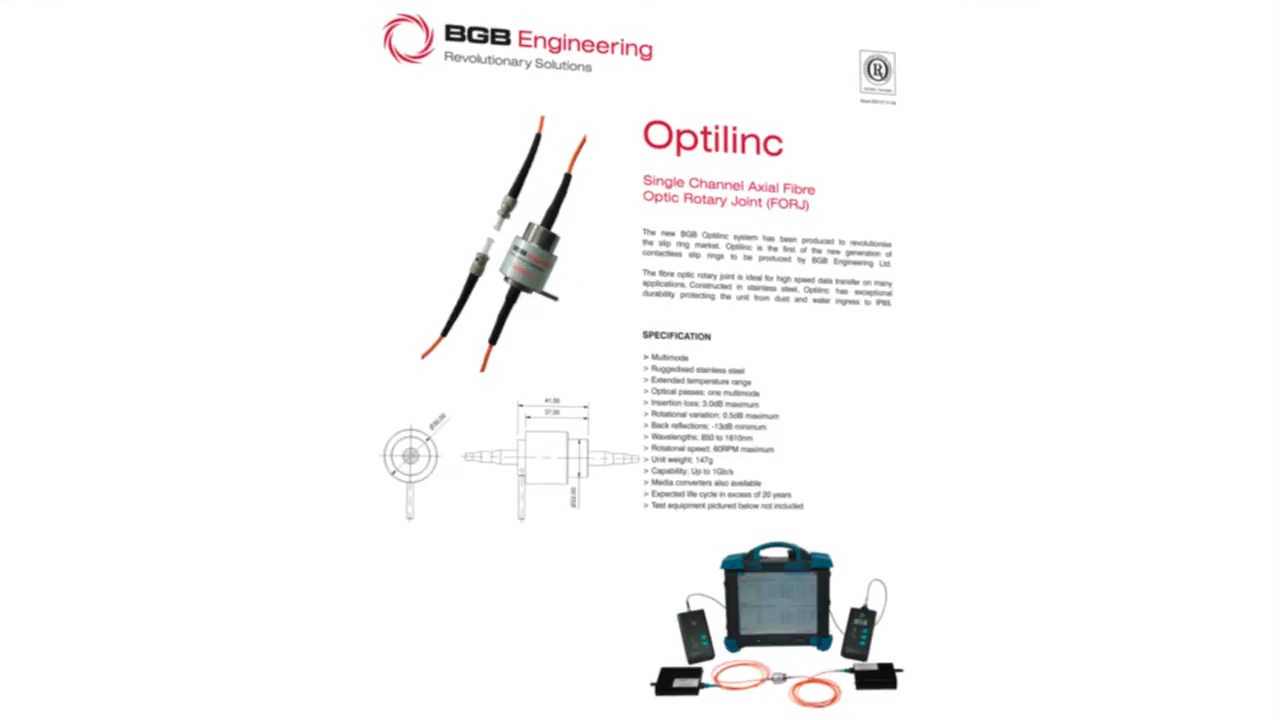 BGB Engineering
Revolutionary Solutions
Optilinc
Single Channel Axial Fibre
Optic Rotary Joint (FORJ)
The new BGB Optilinc system has been produced to revolutionise
the slip ring market. Optilinc is the first of the new generation of
contactless slip rings to be produced by BGB Engineering Ltd.
The fibre optic rotary joint is ideal for high speed data transfer on many
applications. Constructed in stainless steel, Optilinc has exceptional
durability protecting the unit from dust and water ingress to IP65.
BGB Engineering
SPECIFICATION
> Multimode
> Ruggedised stainless steel
> Extended temperature range
> Optical passes; one multimode
> Insertion loss; 3.0dB maximum
> Rotational variation; 0.5dB maximum
> Back reflections; -13dB minimum
> Wavelengths; 850 to 1610nm
> Rotatonal speed; 60RPM maximum
> Unit weight; 147g
> Capability; Up to 1Gb/s
> Media converters also available
> Expected life cycle in excess of 20 years
> Test equipment pictured below not included
41,50
37,00
Ø30,00